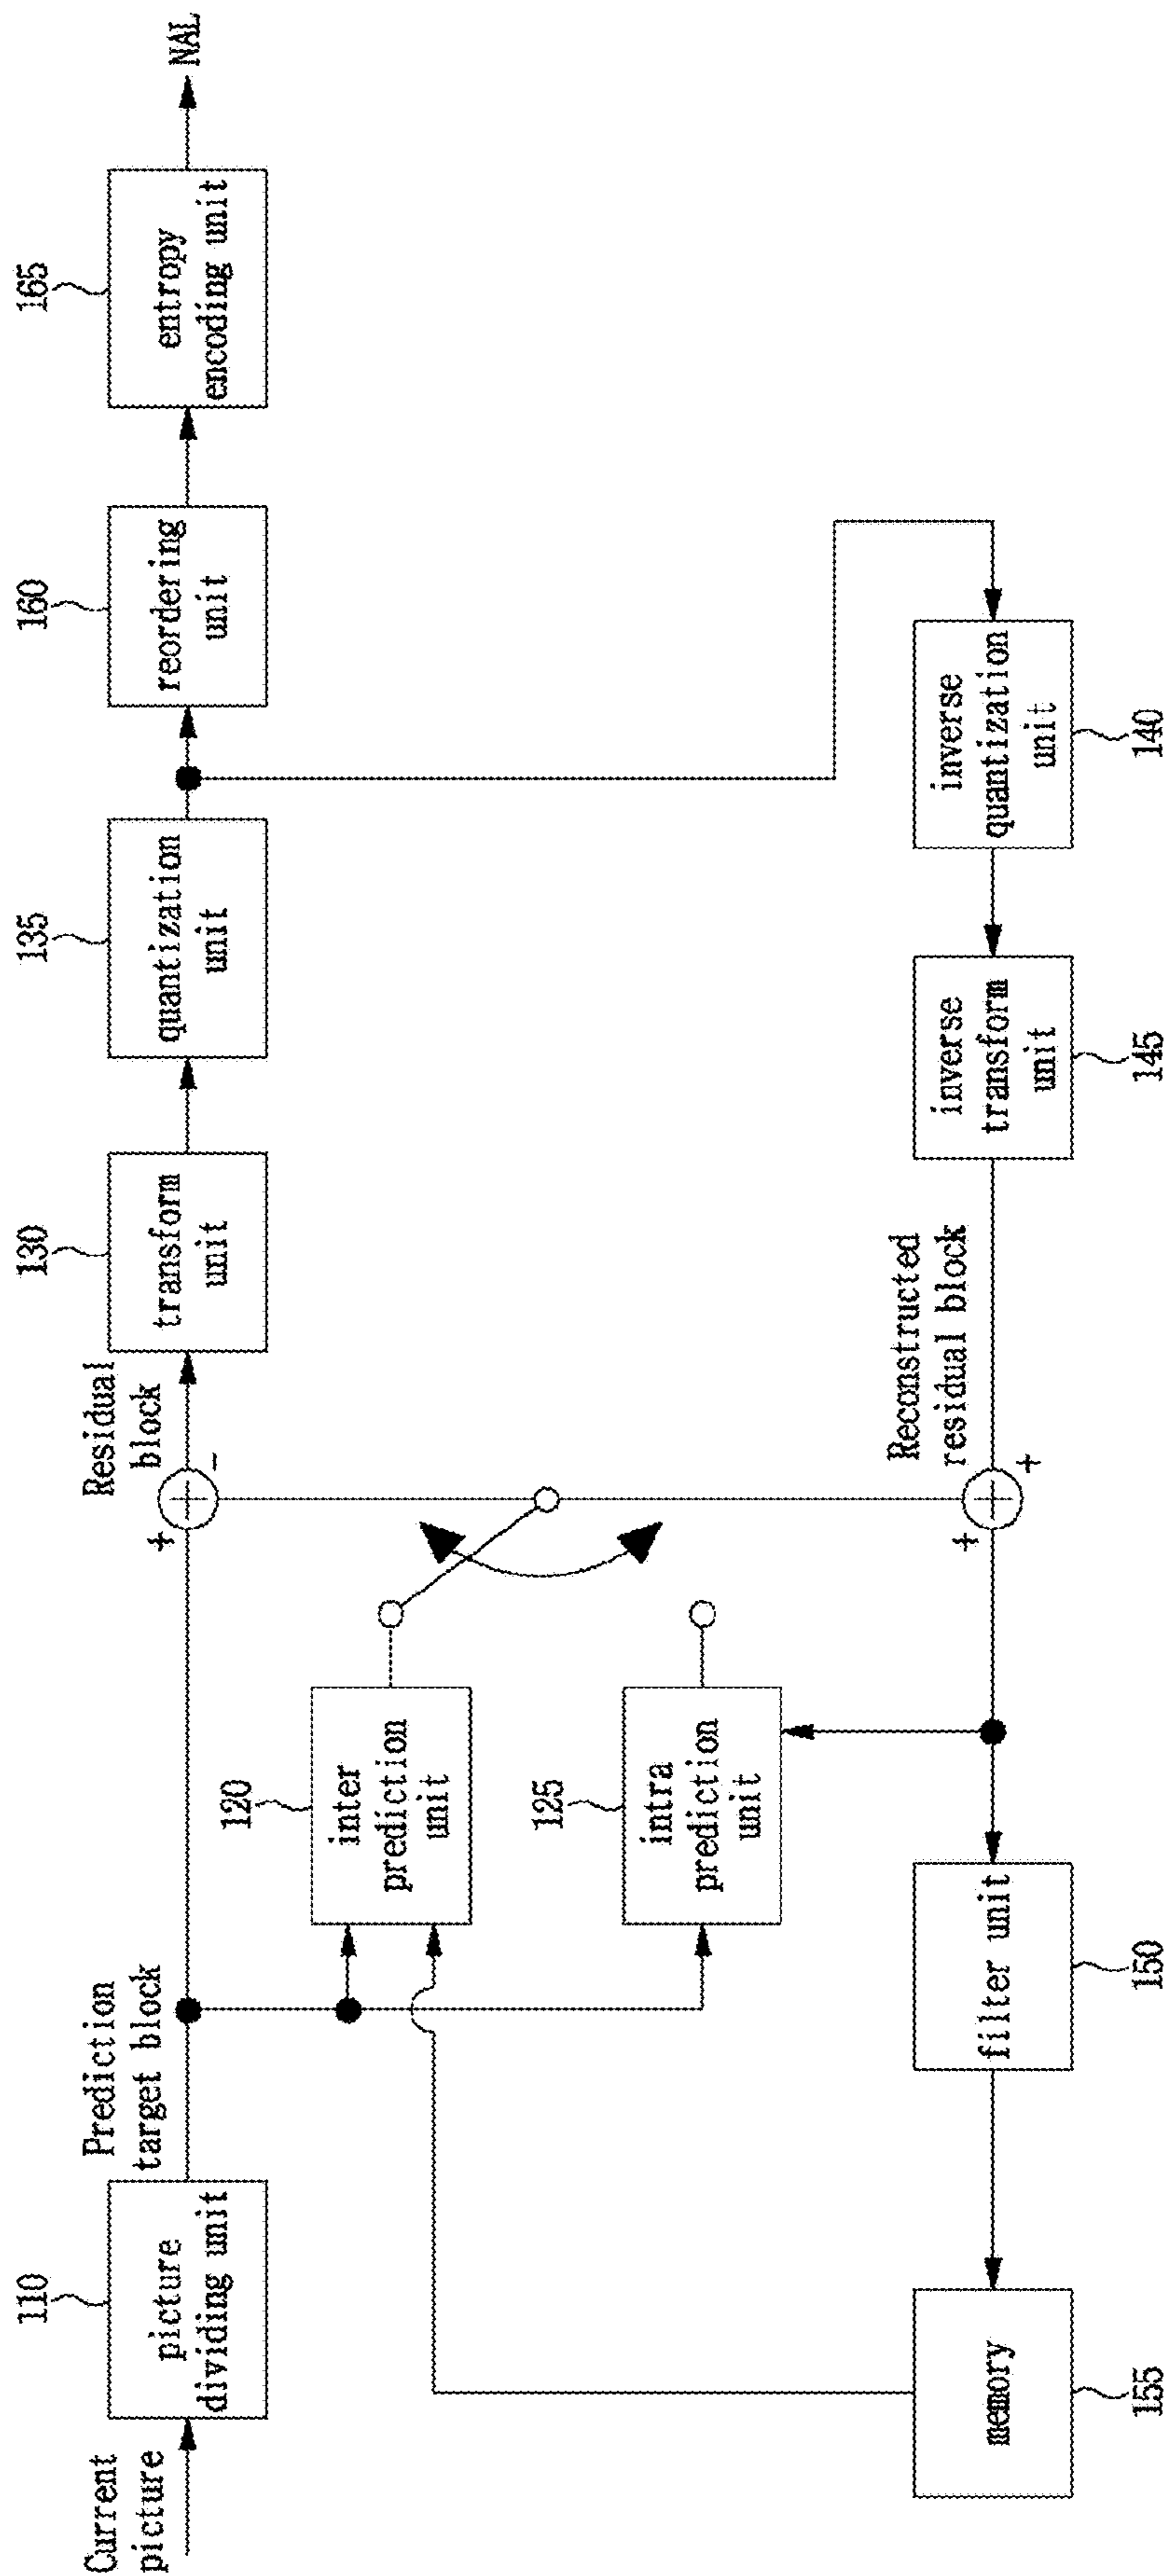 Current
picture
110
picture
dividing unit
Prediction
target block
120
inter
prediction
unit
125
intra
prediction
unit
+
-
Residual
block
130
transform
unit
135
quantization
unit
160
reordering
unit
165
entropy
encoding unit
NAL
inverse
quantization
unit
140
inverse
transform
unit
145
Reconstructed
residual block
+
+
filter unit
150
memory
155